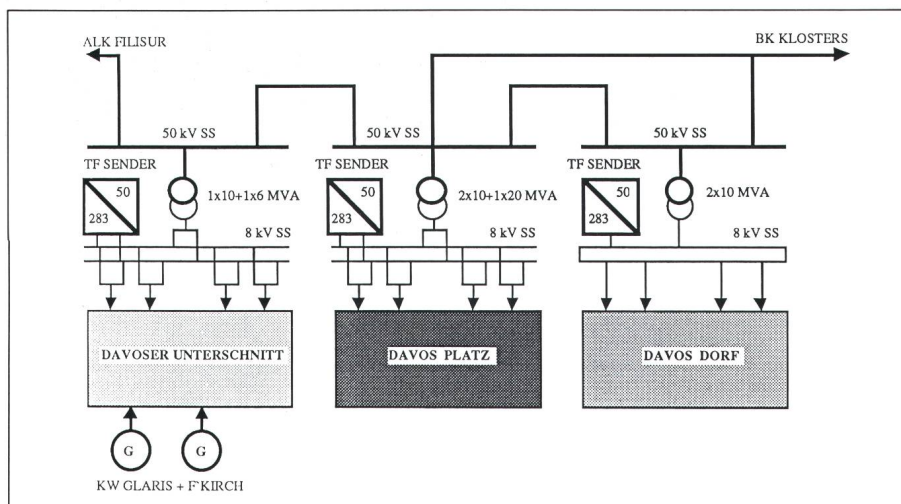 ALK FILISUR
BK KLOSTERS
50 kV SS
50 kV SS
50 kV SS
TF SENDER
TF SENDER
TF SENDER
50
283
1x10+1x6 MVA
50
283
2x10+1x20 MVA
50
283
2x10 MVA
8 kV SS
8 kV SS
8 kV SS
DAVOSER UNTERSCHNITT
DAVOS PLATZ
DAVOS DORF
G
G
KW GLARIS + F'KIRCH